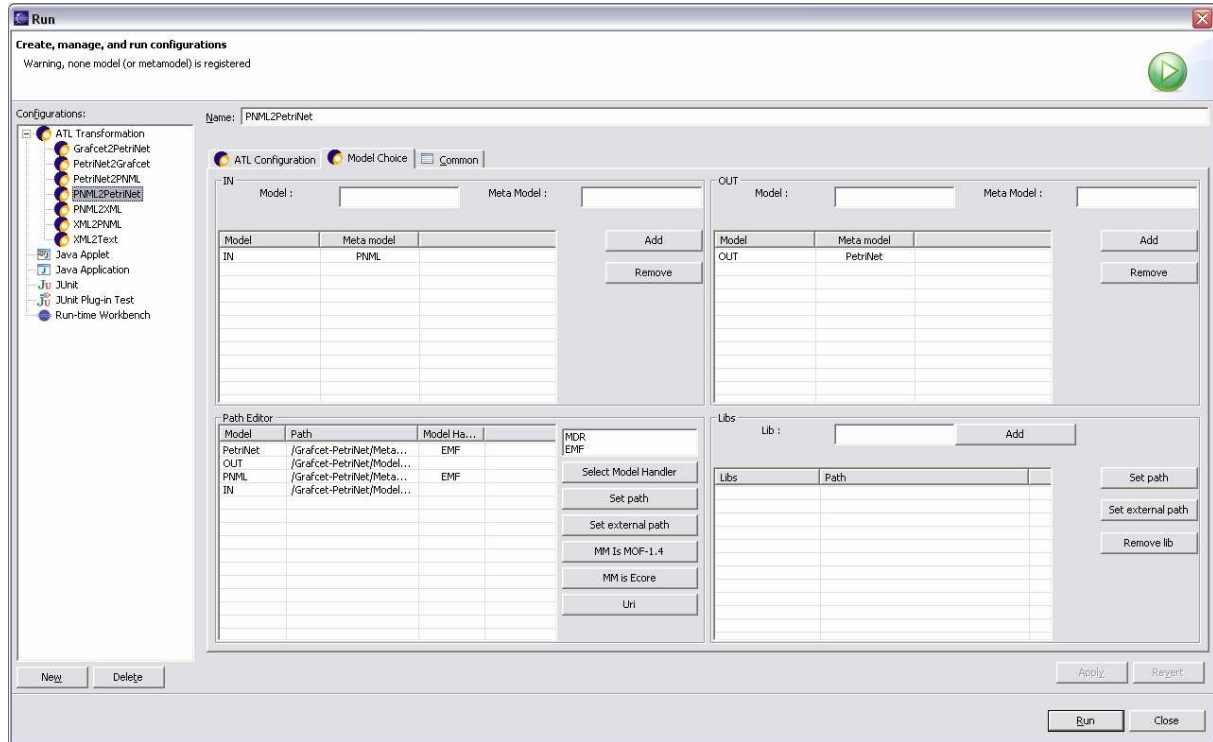 Run
Create, manage, and run configurations
Warning, none model (or metamodel) is registered
Configurations:
ATL Transformation
Grafcet2PetriNet
PetriNet2Grafcet
PetriNet2PNML
PNML2PetriNet
PNML2XML
XML2PNML
XML2Text
Java Applet
Java Application
JUnit
JUnit Plug-in Test
Run-time Workbench
New Delete
Name: PNML2PetriNet
ATL Configuration Model Choice Common
IN
Model : Meta Model :
Model Meta model
IN PNML
Add
Remove
OUT
Model : Meta Model :
Model Meta model
OUT PetriNet
Add
Remove
Path Editor
Model Path Model Ha...
PetriNet /Grafcet-PetriNet/Meta... EMF
OUT /Grafcet-PetriNet/Model...
PNML /Grafcet-PetriNet/Meta... EMF
IN /Grafcet-PetriNet/Model...
MDR
EMF
Select Model Handler
Set path
Set external path
MM Is MOF-1.4
MM is Ecore
Uri
Libs
Lib : Add
Libs Path
Set path
Set external path
Remove lib
Apply Revert
Run Close